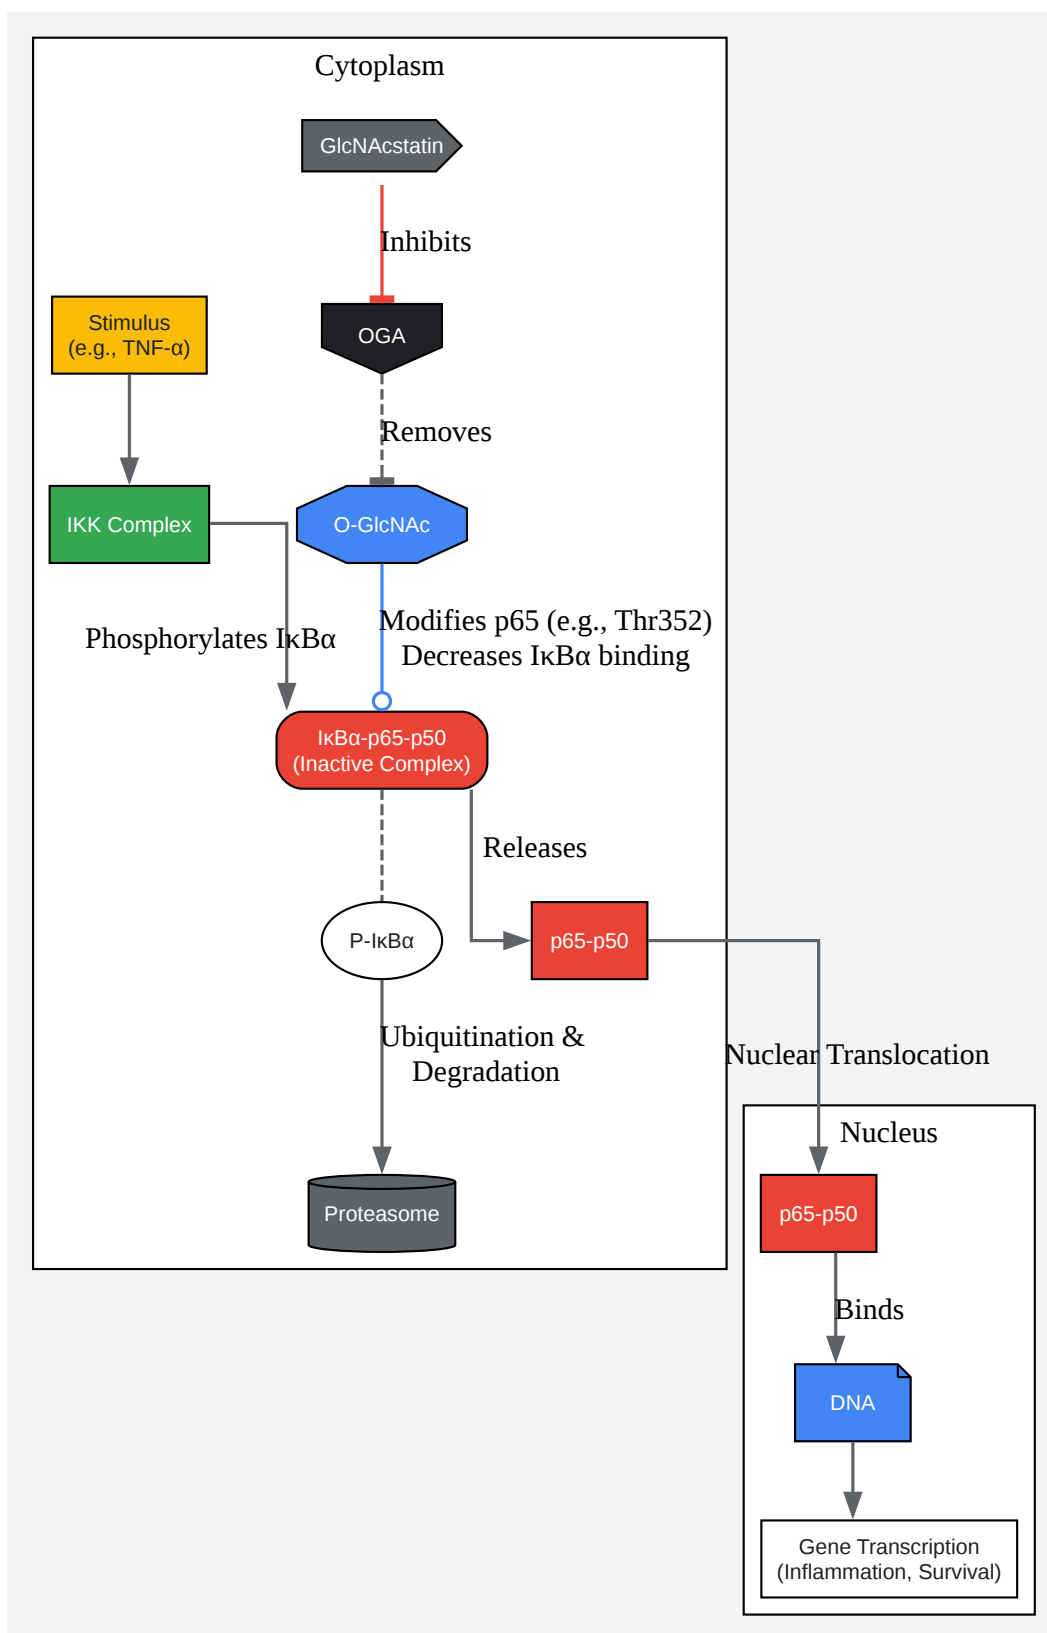 Cytoplasm
GlcNAcstatin
Inhibits
Stimulus
(e.g., TNF-α)
OGA
Removes
IKK Complex
O-GlcNAc
Phosphorylates IκBα
Modifies p65 (e.g., Thr352)
Decreases IκBα binding
IκBα-p65-p50
(Inactive Complex)
Releases
P-IκBα
p65-p50
Ubiquitination &
Degradation
Nuclear Translocation
Nucleus
Proteasome
p65-p50
Binds
DNA
Gene Transcription
(Inflammation, Survival)